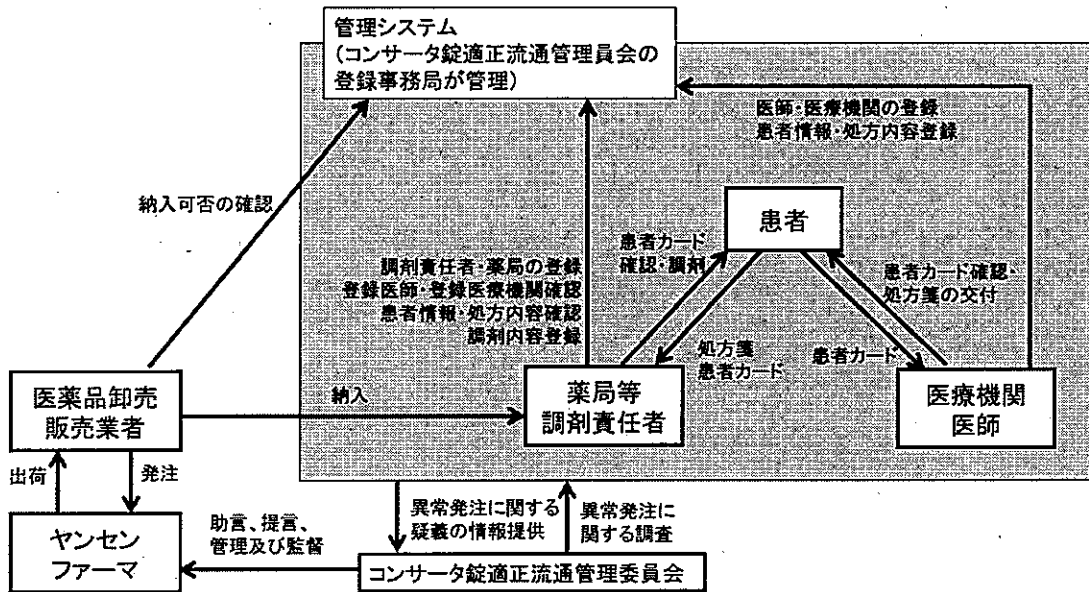 管理システム
(コンサータ錠適正流通管理員会の
登録事務局が管理)
医師・医療機関の登録
患者情報・処方内容登録
納入可否の確認
患者
患者カード
確認・調剤
調剤責任者・薬局の登録
登録医師・登録医療機関確認
患者情報・処方内容確認
調剤内容登録
患者カード確認・
処方箋の交付
処方箋
患者カード
患者カード
医薬品卸売
販売業者
納入
薬局等
調剤責任者
医療機関
医師
出荷
発注
異常発注に関する
疑義の情報提供
異常発注に
関する調査
ヤンセン
ファーマ
助言、提言、
管理及び監督
コンサータ錠適正流通管理委員会